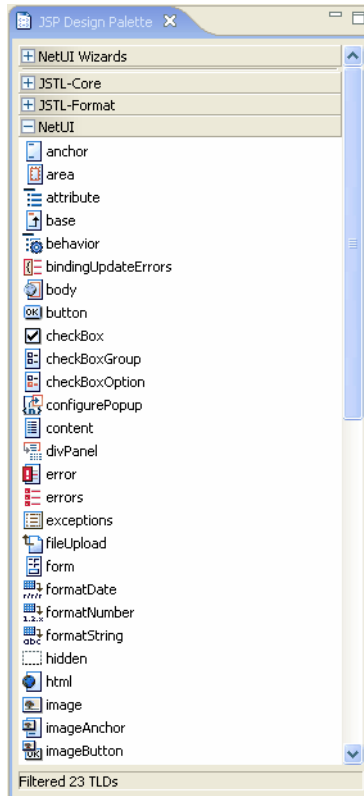 JSP Design Palette
NetUI Wizards
JSTL-Core
JSTL-Format
NetUI
anchor
area
attribute
base
behavior
bindingUpdateErrors
body
button
checkBox
checkBoxGroup
checkBoxOption
configurePopup
content
divPanel
error
errors
exceptions
fileUpload
form
formatDate
formatNumber
formatString
hidden
html
image
imageAnchor
imageButton
Filtered 23 TLDs